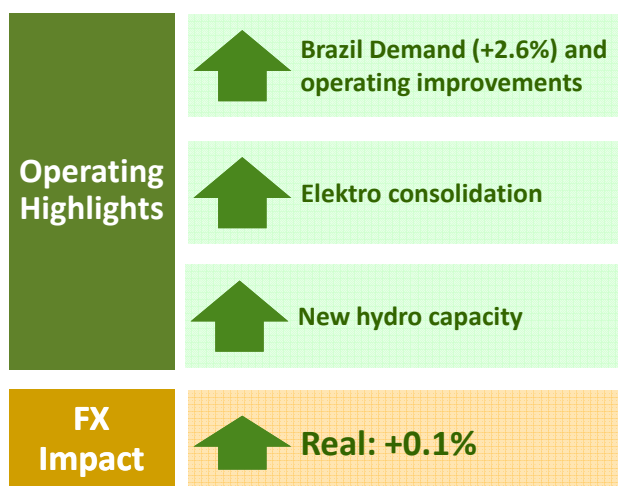 Operating
Highlights
Brazil Demand (+2.6%) and
operating improvements
Elektro consolidation
New hydro capacity
FX
Impact
Real: +0.1%